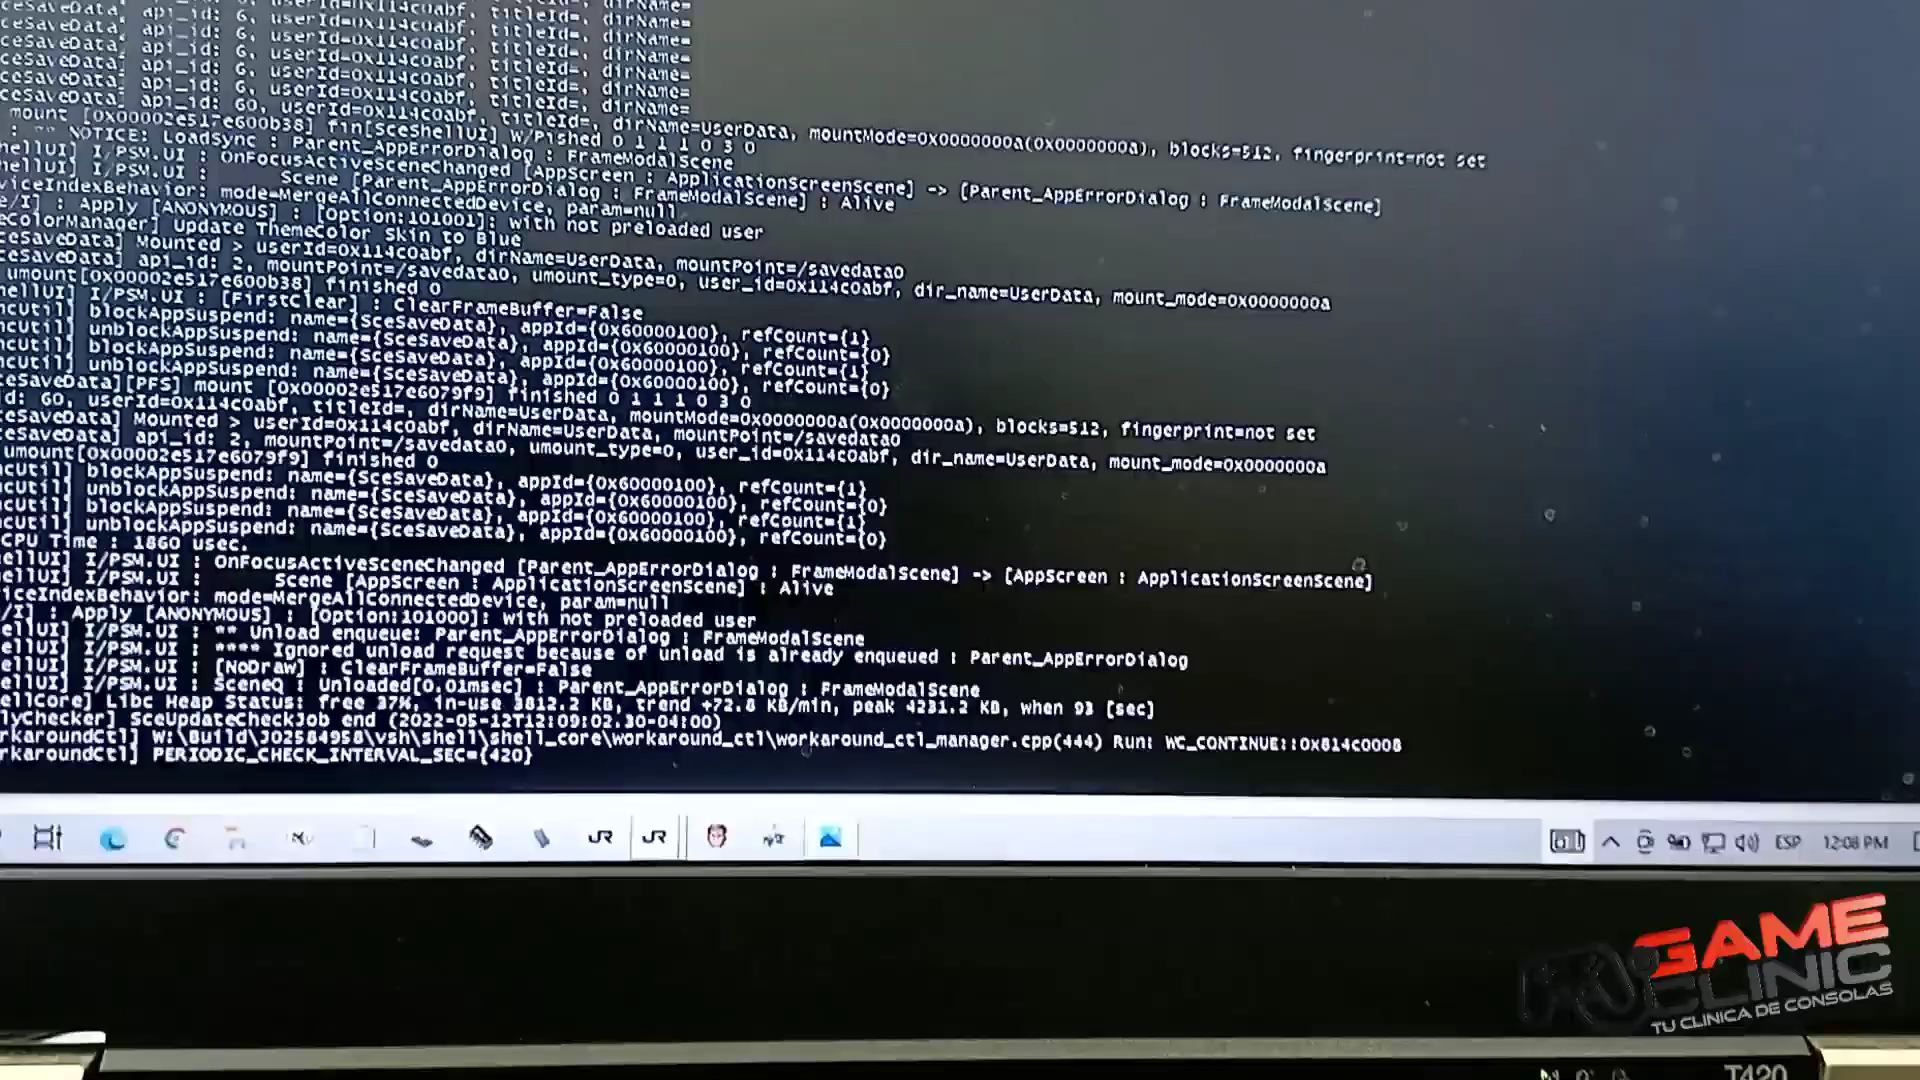 ceSaveData] api_id: 6, userId=0x114c0abf, titleId=, dirName=
ceSaveData] api_id: 6, userId=0x114c0abf, titleId=, dirName=
ceSaveData] api_id: 6, userId=0x114c0abf, titleId=, dirName=
ceSaveData] api_id: 6, userId=0x114c0abf, titleId=, dirName=
ceSaveData] api_id: 6, userId=0x114c0abf, titleId=, dirName=
ceSaveData] api_id: 60, userId=0x114c0abf, titleId=, dirName=UserData, mountMode=0x0000000a(0x0000000a), blocks=512, fingerprint=not set
mount [0x00002e517e600b38] fin[SceShellUI] W/Pished 0 1 1 1 0 3 0
: ** NOTICE: LoadSync : Parent_AppErrorDialog : FrameModalScene
hellUI] I/PSM.UI : OnFocusActiveSceneChanged [AppScreen : ApplicationScreenScene] -> [Parent_AppErrorDialog : FrameModalScene]
hellUI] I/PSM.UI : Scene [Parent_AppErrorDialog : FrameModalScene] : Alive
viceIndexBehavior: mode=MergeAllConnectedDevice, param=null
e/I] : Apply [ANONYMOUS] : [Option:101001]: with not preloaded user
eColorManager] Update ThemeColor Skin to Blue
ceSaveData] Mounted > userId=0x114c0abf, dirName=UserData, mountPoint=/savedata0
ceSaveData] api_id: 2, mountPoint=/savedata0, umount_type=0, user_id=0x114c0abf, dir_name=UserData, mount_mode=0x0000000a
umount[0x00002e517e600b38] finished 0
hellUI] I/PSM.UI : [FirstClear] : ClearFrameBuffer=False
ncUtil] blockAppSuspend: name={SceSaveData}, appId={0x60000100}, refCount={1}
ncUtil] unblockAppSuspend: name={SceSaveData}, appId={0x60000100}, refCount={0}
ncUtil] blockAppSuspend: name={SceSaveData}, appId={0x60000100}, refCount={1}
ncUtil] unblockAppSuspend: name={SceSaveData}, appId={0x60000100}, refCount={0}
ceSaveData][PFS] mount [0x00002e517e6079f9] finished 0 1 1 1 0 3 0
id: 60, userId=0x114c0abf, titleId=, dirName=UserData, mountMode=0x0000000a(0x0000000a), blocks=512, fingerprint=not set
ceSaveData] Mounted > userId=0x114c0abf, dirName=UserData, mountPoint=/savedata0
ceSaveData] api_id: 2, mountPoint=/savedata0, umount_type=0, user_id=0x114c0abf, dir_name=UserData, mount_mode=0x0000000a
umount[0x00002e517e6079f9] finished 0
ncUtil] blockAppSuspend: name={SceSaveData}, appId={0x60000100}, refCount={1}
ncUtil] unblockAppSuspend: name={SceSaveData}, appId={0x60000100}, refCount={0}
ncUtil] blockAppSuspend: name={SceSaveData}, appId={0x60000100}, refCount={1}
ncUtil] unblockAppSuspend: name={SceSaveData}, appId={0x60000100}, refCount={0}
CPU Time : 1860 usec.
hellUI] I/PSM.UI : OnFocusActiveSceneChanged [Parent_AppErrorDialog : FrameModalScene] -> [AppScreen : ApplicationScreenScene]
hellUI] I/PSM.UI : Scene [AppScreen : ApplicationScreenScene] : Alive
iceIndexBehavior: mode=MergeAllConnectedDevice, param=null
/I] : Apply [ANONYMOUS] : [Option:101000]: with not preloaded user
ellUI] I/PSM.UI : ** Unload enqueue: Parent_AppErrorDialog : FrameModalScene
ellUI] I/PSM.UI : **** Ignored unload request because of unload is already enqueued : Parent_AppErrorDialog
ellUI] I/PSM.UI : [NoDraw] : ClearFrameBuffer=False
ellUI] I/PSM.UI : SceneQ : Unloaded[0.01msec] : Parent_AppErrorDialog : FrameModalScene
ellCore] Libc Heap Status: free 37%, in-use 3812.2 KB, trend +72.8 KB/min, peak 4231.2 KB, when 93 [sec]
lyChecker] SceUpdateCheckJob end (2022-05-12T12:09:02.30-04:00)
rkaroundCtl] W:\Build\J02584958\vsh\shell\shell_core\workaround_ctl\workaround_ctl_manager.cpp(444) Run: WC_CONTINUE::0x814c0008
rkaroundCtl] PERIODIC_CHECK_INTERVAL_SEC={420}
ESP 12:08 PM
GAME
CLINIC
TU CLINICA DE CONSOLAS
T420